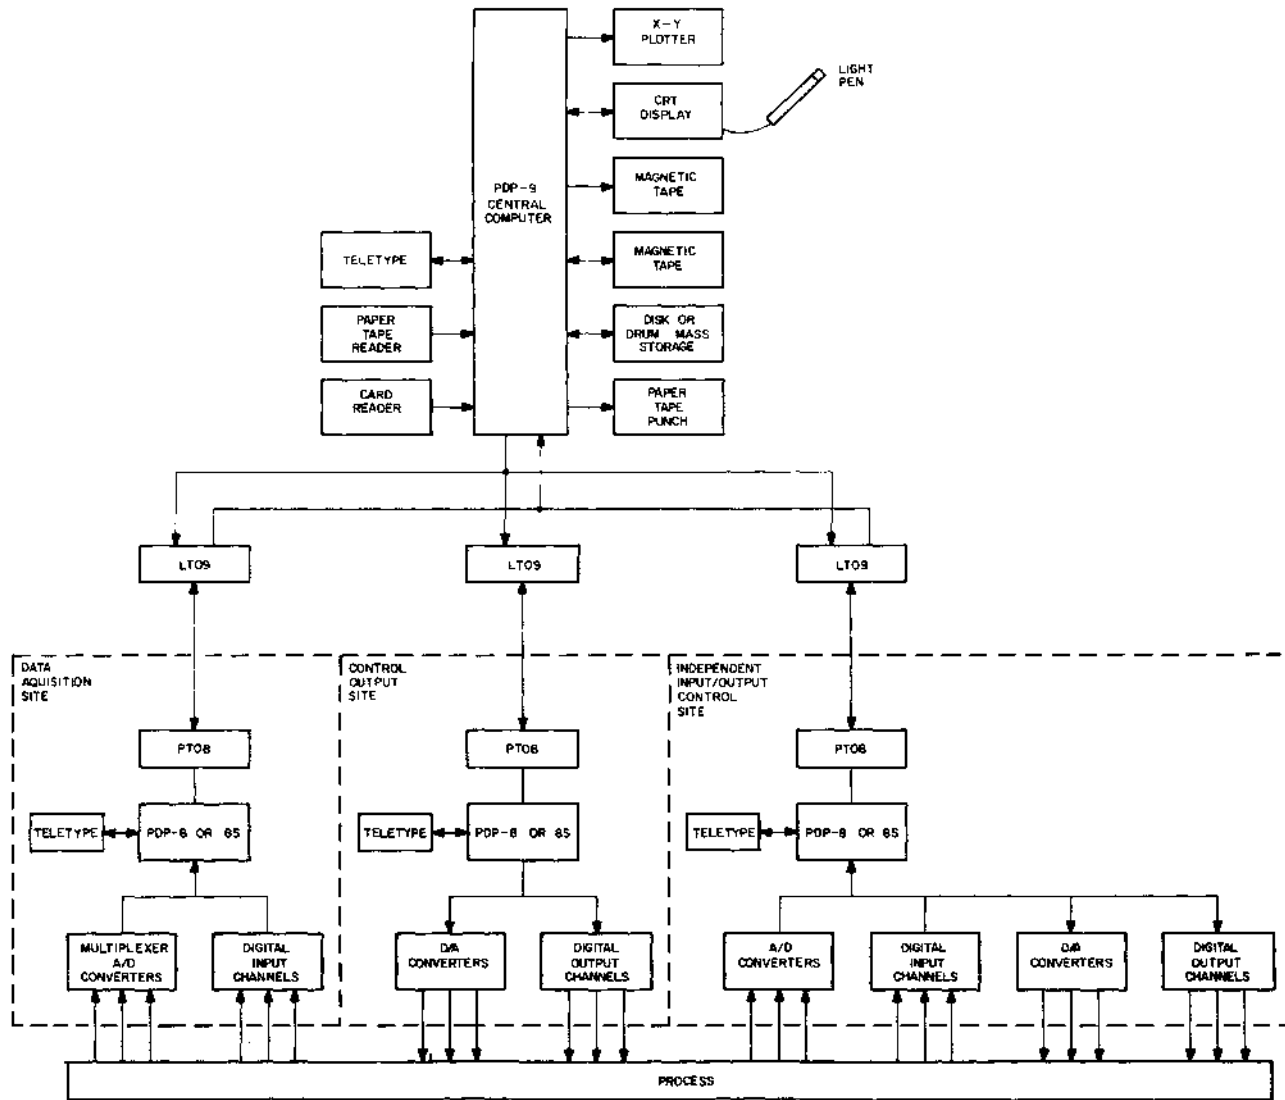 X-Y
PLOTTER
LIGHT
PEN
CRT
DISPLAY
PDP-9
CENTRAL
COMPUTER
MAGNETIC
TAPE
TELETYPE
MAGNETIC
TAPE
PAPER
TAPE
READER
DISK OR
DRUM MASS
STORAGE
CARD
READER
PAPER
TAPE
PUNCH
LT09
LT09
LT09
DATA
AQUISITION
SITE
CONTROL
OUTPUT
SITE
INDEPENDENT
INPUT/OUTPUT
CONTROL
SITE
PT08
PT08
PT08
TELETYPE
PDP-8 OR 8S
TELETYPE
PDP-8 OR 8S
TELETYPE
PDP-8 OR 8S
MULTIPLEXER
A/D
CONVERTERS
DIGITAL
INPUT
CHANNELS
D/A
CONVERTERS
DIGITAL
OUTPUT
CHANNELS
A/D
CONVERTERS
DIGITAL
INPUT
CHANNELS
D/A
CONVERTERS
DIGITAL
OUTPUT
CHANNELS
PROCESS